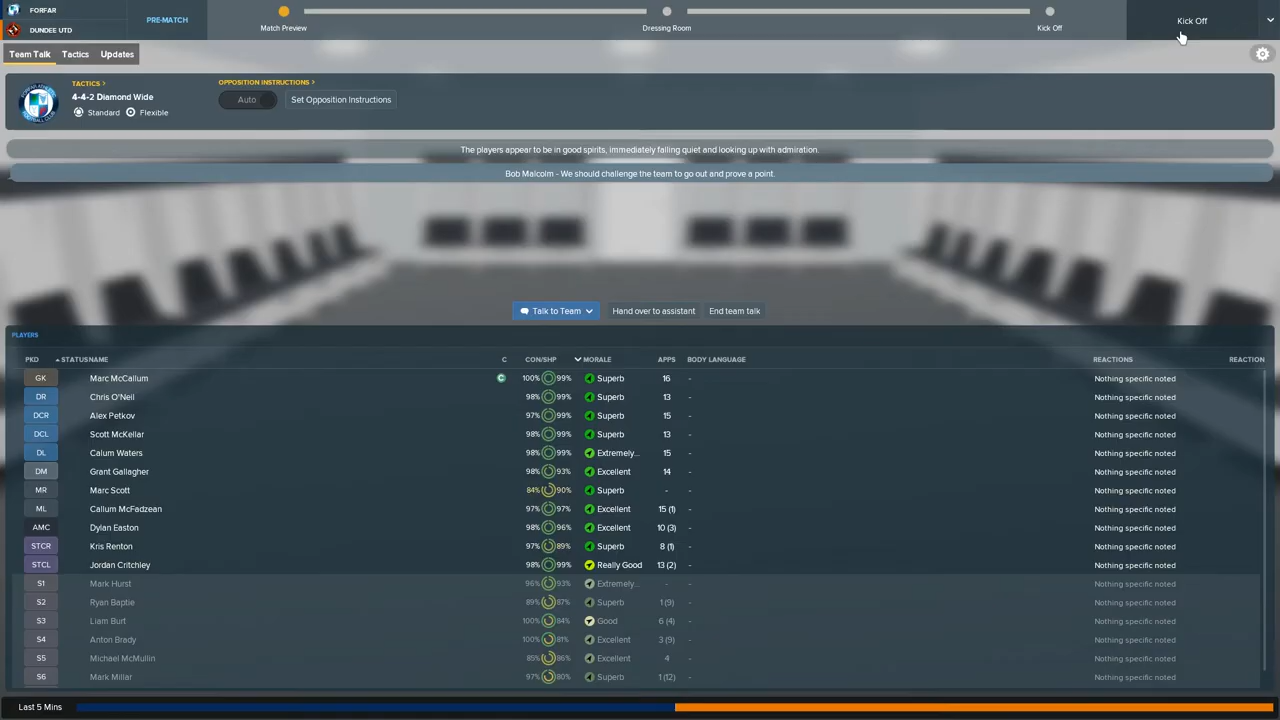 FORFAR
DUNDEE UTD
PRE-MATCH
Match Preview
Dressing Room
Kick Off
Kick Off
Team Talk Tactics Updates
TACTICS >
4-4-2 Diamond Wide
Standard Flexible
OPPOSITION INSTRUCTIONS >
Auto Set Opposition Instructions
The players appear to be in good spirits, immediately falling quiet and looking up with admiration.
Bob Malcolm - We should challenge the team to go out and prove a point.
Talk to Team Hand over to assistant End team talk
PLAYERS
PKD STATUS NAME C CON/SHP MORALE APPS BODY LANGUAGE REACTIONS REACTION
GK Marc McCallum C 100% 99% Superb 16 - Nothing specific noted
DR Chris O'Neil 98% 99% Superb 13 - Nothing specific noted
DCR Alex Petkov 97% 99% Superb 15 - Nothing specific noted
DCL Scott McKellar 98% 99% Superb 13 - Nothing specific noted
DL Calum Waters 98% 99% Extremely... 15 - Nothing specific noted
DM Grant Gallagher 98% 93% Excellent 14 - Nothing specific noted
MR Marc Scott 84% 90% Superb - - Nothing specific noted
ML Callum McFadzean 97% 97% Excellent 15 (1) - Nothing specific noted
AMC Dylan Easton 98% 96% Excellent 10 (3) - Nothing specific noted
STCR Kris Renton 97% 89% Superb 8 (1) - Nothing specific noted
STCL Jordan Critchley 98% 99% Really Good 13 (2) - Nothing specific noted
S1 Mark Hurst 96% 93% Extremely... - - Nothing specific noted
S2 Ryan Baptie 89% 87% Superb 1 (9) - Nothing specific noted
S3 Liam Burt 100% 84% Good 6 (4) - Nothing specific noted
S4 Anton Brady 100% 81% Excellent 3 (9) - Nothing specific noted
S5 Michael McMullin 85% 86% Excellent 4 - Nothing specific noted
S6 Mark Millar 97% 80% Superb 1 (12) - Nothing specific noted
Last 5 Mins